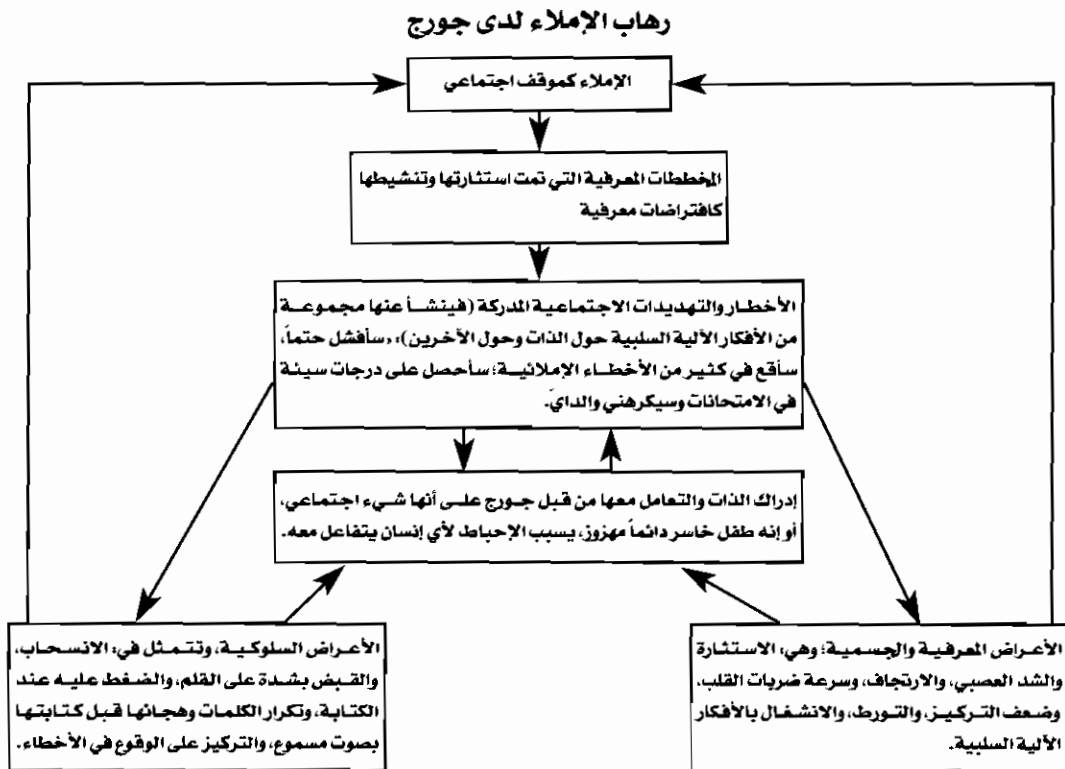 رهاب الإملاء لدى جورج
الإملاء كموقف اجتماعي
المخططات المعرفية التي تمت استثارتها وتنشيطها
كافتراضات معرفية
الأخطار والتهديدات الاجتماعية المدركة (فينشأ عنها مجموعة
من الأفكار الآلية السلبية حول الذات وحول الآخرين): «سأفشل حتماً،
سأقع في كثير من الأخطاء الإملائية؛ سأحصل على درجات سيئة
في الامتحانات وسيكرهني والدايَ.
إدراك الذات والتعامل معها من قبل جورج على أنها شيء اجتماعي،
أو إنه طفل خاسر دائماً مهزوز، يسبب الإحباط لأي إنسان يتفاعل معه.
الأعراض المعرفية والجسمية؛ وهي: الاستثارة
والشد العصبي، والارتجاف، وسرعة ضربات القلب،
وضعف التركيز، والتورط، والانشغال بالأفكار
الآلية السلبية.
الأعراض السلوكية، وتتمثل في: الانسحاب،
والقبض بشدة على القلم، والضغط عليه عند
الكتابة، وتكرار الكلمات وهجائها قبل كتابتها
بصوت مسموع، والتركيز على الوقوع في الأخطاء.